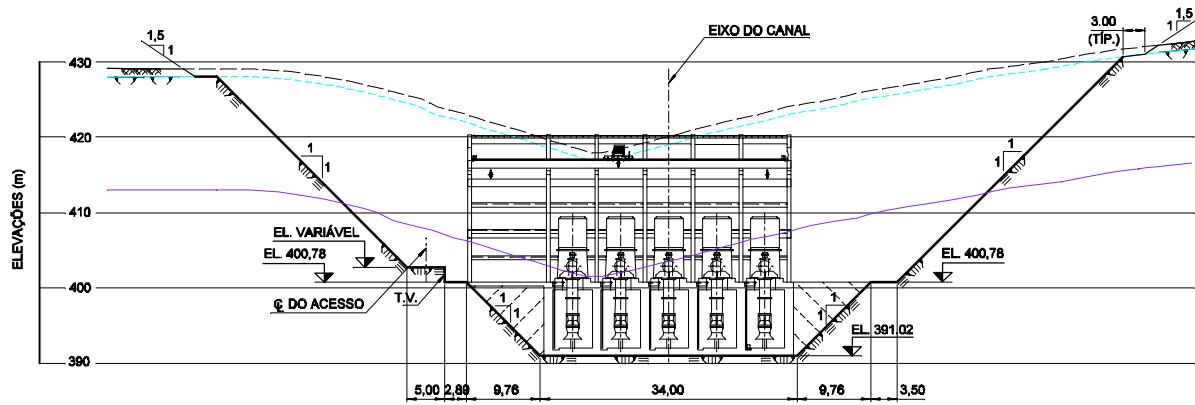 1,5
1
EIXO DO CANAL
3.00
(TÍP.)
1,5
1
430
420
410
400
390
ELEVAÇÕES (m)
1
1
1
1
EL. VARIÁVEL
EL. 400,78
EL. 400,78
T.V.
℄ DO ACESSO
1
1
1
1
EL. 391.02
5,00
2,89
9,76
34,00
9,76
3,50